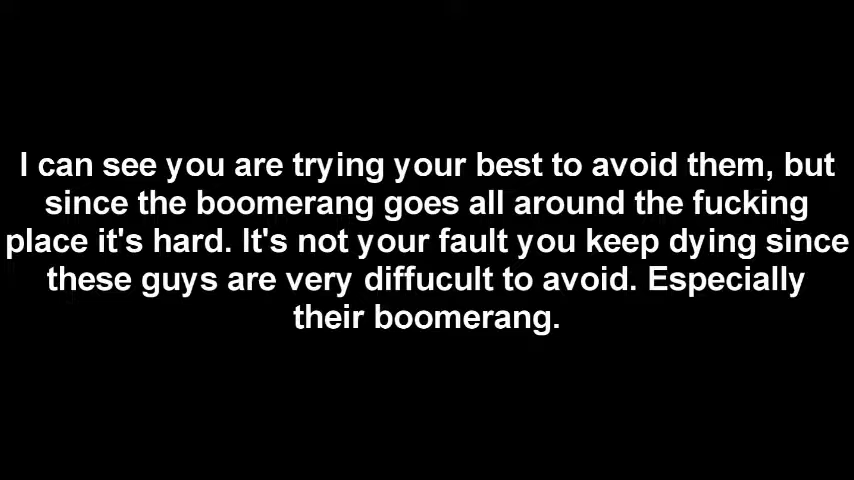 I can see you are trying your best to avoid them, but
since the boomerang goes all around the fucking
place it's hard. It's not your fault you keep dying since
these guys are very diffucult to avoid. Especially
their boomerang.